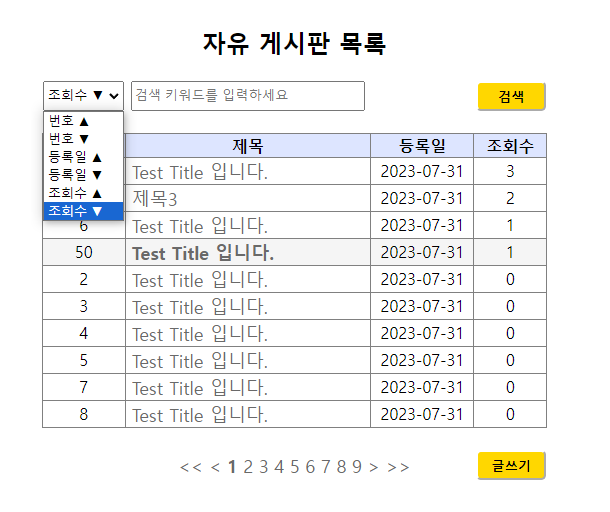 자유 게시판 목록
조회수 ▼ 검색 키워드를 입력하세요 검색
번호 ▲
번호 ▼
등록일 ▲
등록일 ▼
조회수 ▲
조회수 ▼
제목 등록일 조회수
Test Title 입니다. 2023-07-31 3
제목3 2023-07-31 2
6 Test Title 입니다. 2023-07-31 1
50 Test Title 입니다. 2023-07-31 1
2 Test Title 입니다. 2023-07-31 0
3 Test Title 입니다. 2023-07-31 0
4 Test Title 입니다. 2023-07-31 0
5 Test Title 입니다. 2023-07-31 0
7 Test Title 입니다. 2023-07-31 0
8 Test Title 입니다. 2023-07-31 0
<< < 1 2 3 4 5 6 7 8 9 > >> 글쓰기